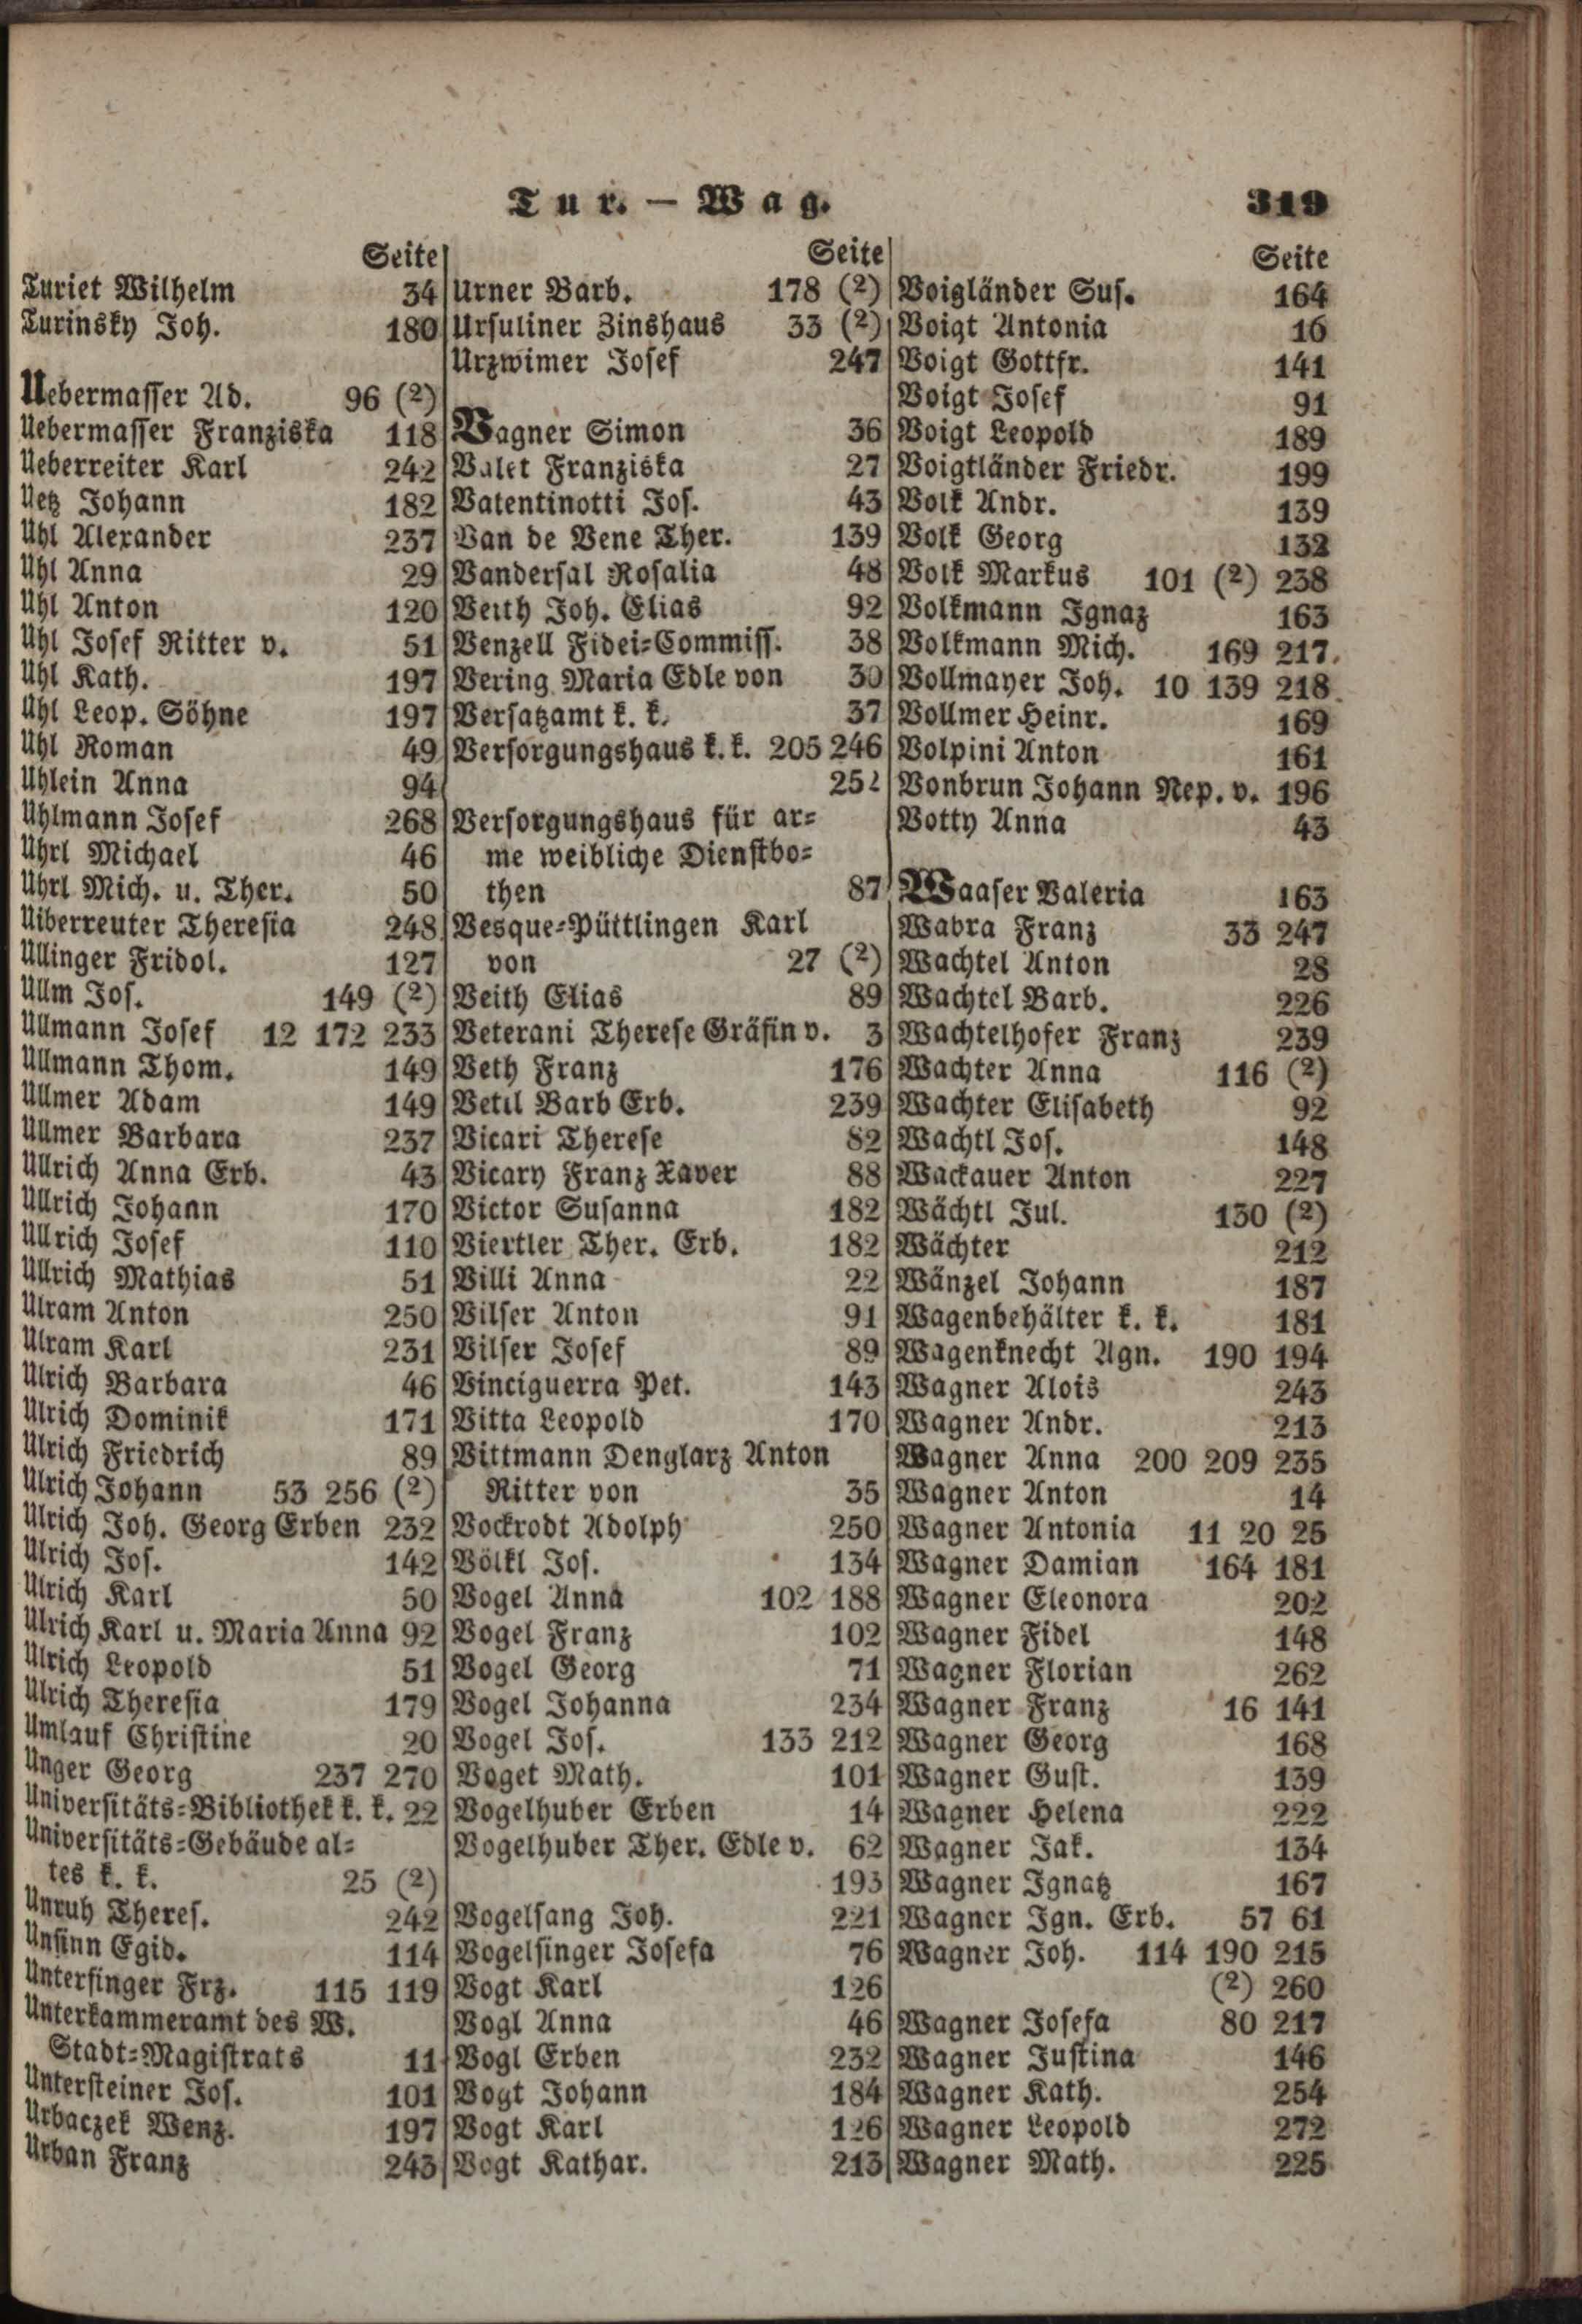 Tur. — Wag. 319
Seite
Turiet Wilhelm 34
Turinsky Joh. 180
Uebermasser Ad. 96 (2)
Uebermasser Franziska 118
Ueberreiter Karl 242
Uetz Johann 182
Uhl Alexander 237
Uhl Anna 29
Uhl Anton 120
Uhl Josef Ritter v. 51
Uhl Kath. 197
Uhl Leop. Söhne 197
Uhl Roman 49
Uhlein Anna 94
Uhlmann Josef 268
Uhrl Michael 46
Uhrl Mich. u. Ther. 50
Uiberreuter Theresia 248
Ullinger Fridol. 127
Ullm Jos. 149 (2)
Ullmann Josef 12 172 233
Ullmann Thom. 149
Ullmer Adam 149
Ullmer Barbara 237
Ullrich Anna Erb. 43
Ullrich Johann 170
Ullrich Josef 110
Ullrich Mathias 51
Ulram Anton 250
Ulram Karl 231
Ulrich Barbara 46
Ulrich Dominik 171
Ulrich Friedrich 89
Ulrich Johann 53 256 (2)
Ulrich Joh. Georg Erben 232
Ulrich Jos. 142
Ulrich Karl 50
Ulrich Karl u. Maria Anna 92
Ulrich Leopold 51
Ulrich Theresia 179
Umlauf Christine 20
Unger Georg 237 270
Universitäts=Bibliothek k. k. 22
Universitäts=Gebäude al=
tes k. k. 25 (2)
Unruh Theres. 242
Unsinn Egid. 114
Untersinger Frz. 115 119
Unterkammeramt des W.
Stadt=Magistrats 11
Untersteiner Jos. 101
Urbaczek Wenz. 197
Urban Franz 243
Seite
Urner Barb. 178 (2)
Ursuliner Zinshaus 33 (2)
Urzwimer Josef 247
Vagner Simon 36
Valet Franziska 27
Vatentinotti Jos. 43
Van de Vene Ther. 139
Vandersal Rosalia 48
Veith Joh. Elias 92
Venzell Fidei=Commiss. 38
Vering Maria Edle von 30
Versatzamt k. k. 37
Versorgungshaus k. k. 205 246
252
Versorgungshaus für ar=
me weibliche Dienstbo=
then 87
Vesque=Püttlingen Karl
von 27 (2)
Veith Elias 89
Veterani Therese Gräfin v. 3
Veth Franz 176
Vetil Barb Erb. 239
Vicari Therese 82
Vicary Franz Xaver 88
Victor Susanna 182
Viertler Ther. Erb. 182
Villi Anna 22
Vilser Anton 91
Vilser Josef 89
Vinciguerra Pet. 143
Vitta Leopold 170
Vittmann Denglarz Anton
Ritter von 35
Vockrodt Adolph 250
Völkl Jos. 134
Vogel Anna 102 188
Vogel Franz 102
Vogel Georg 71
Vogel Johanna 234
Vogel Jos. 133 212
Voget Math. 101
Vogelhuber Erben 14
Vogelhuber Ther. Edle v. 62
193
Vogelsang Joh. 221
Vogelsinger Josefa 76
Vogt Karl 126
Vogl Anna 46
Vogl Erben 232
Vogt Johann 184
Vogt Karl 126
Vogt Kathar. 213
Seite
Voigländer Sus. 164
Voigt Antonia 16
Voigt Gottfr. 141
Voigt Josef 91
Voigt Leopold 189
Voigtländer Friedr. 199
Volk Andr. 139
Volk Georg 132
Volk Markus 101 (2) 238
Volkmann Ignaz 163
Volkmann Mich. 169 217
Vollmayer Joh. 10 139 218
Vollmer Heinr. 169
Volpini Anton 161
Vonbrun Johann Nep. v. 196
Votty Anna 43
Waaser Valeria 163
Wabra Franz 33 247
Wachtel Anton 28
Wachtel Barb. 226
Wachtelhofer Franz 239
Wachter Anna 116 (2)
Wachter Elisabeth 92
Wachtl Jos. 148
Wackauer Anton 227
Wächtl Jul. 130 (2)
Wächter 212
Wänzel Johann 187
Wagenbehälter k. k. 181
Wagenknecht Agn. 190 194
Wagner Alois 243
Wagner Andr. 213
Wagner Anna 200 209 235
Wagner Anton 14
Wagner Antonia 11 20 25
Wagner Damian 164 181
Wagner Eleonora 202
Wagner Fidel 148
Wagner Florian 262
Wagner Franz 16 141
Wagner Georg 168
Wagner Gust. 139
Wagner Helena 222
Wagner Jak. 134
Wagner Ignatz 167
Wagner Ign. Erb. 57 61
Wagner Joh. 114 190 215
(2) 260
Wagner Josefa 80 217
Wagner Justina 146
Wagner Kath. 254
Wagner Leopold 272
Wagner Math. 225